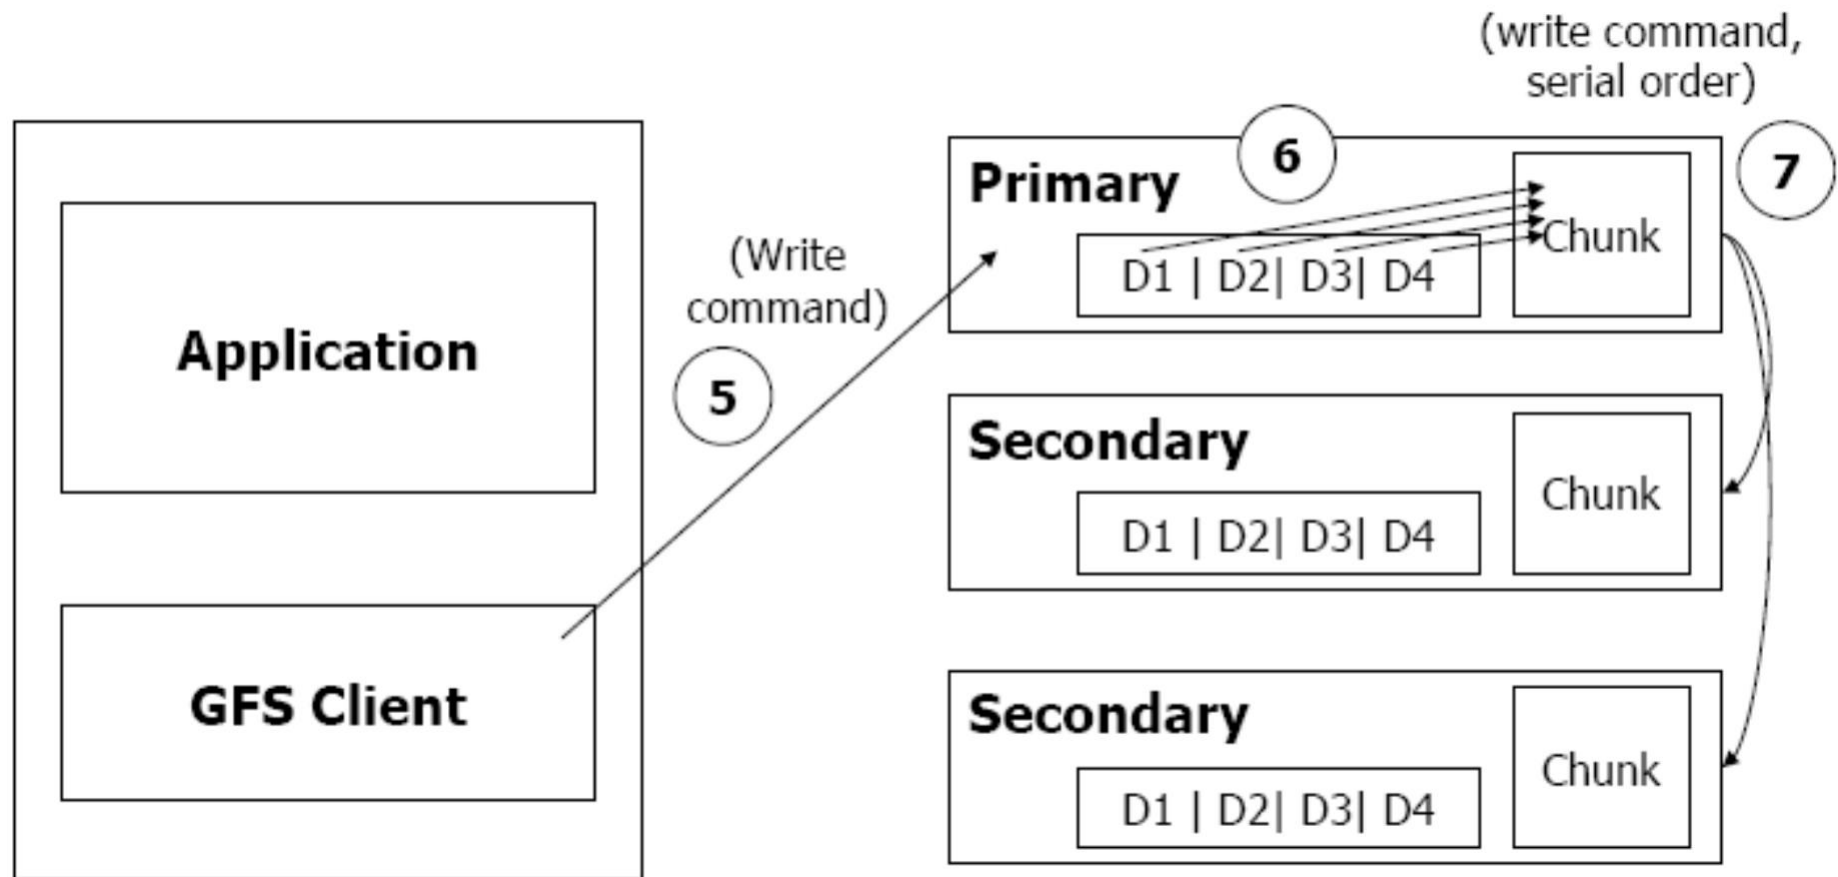 (write command,
serial order)
6
7
Primary
Chunk
D1 | D2| D3| D4
(Write
command)
5
Application
Secondary
Chunk
D1 | D2| D3| D4
GFS Client
Secondary
Chunk
D1 | D2| D3| D4